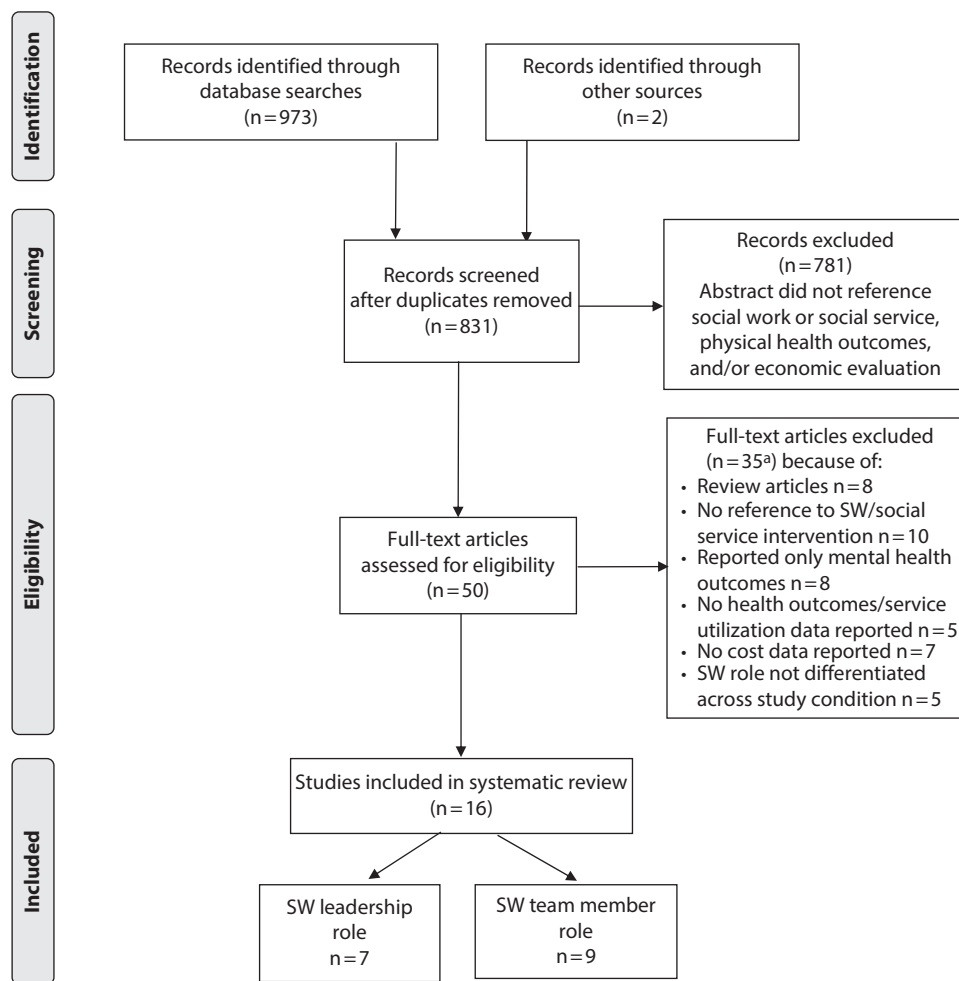 Identification
Records identified through
database searches
(n=973)
Records identified through
other sources
(n=2)
Screening
Records screened
after duplicates removed
(n=831)
Records excluded
(n=781)
Abstract did not reference
social work or social service,
physical health outcomes,
and/or economic evaluation
Eligibility
Full-text articles
assessed for eligibility
(n=50)
Full-text articles excluded
(n=35ª) because of:
• Review articles n=8
• No reference to SW/social
service intervention n=10
• Reported only mental health
outcomes n=8
• No health outcomes/service
utilization data reported n=5
• No cost data reported n=7
• SW role not differentiated
across study condition n=5
Included
Studies included in systematic review
(n=16)
SW leadership
role
n=7
SW team member
role
n=9